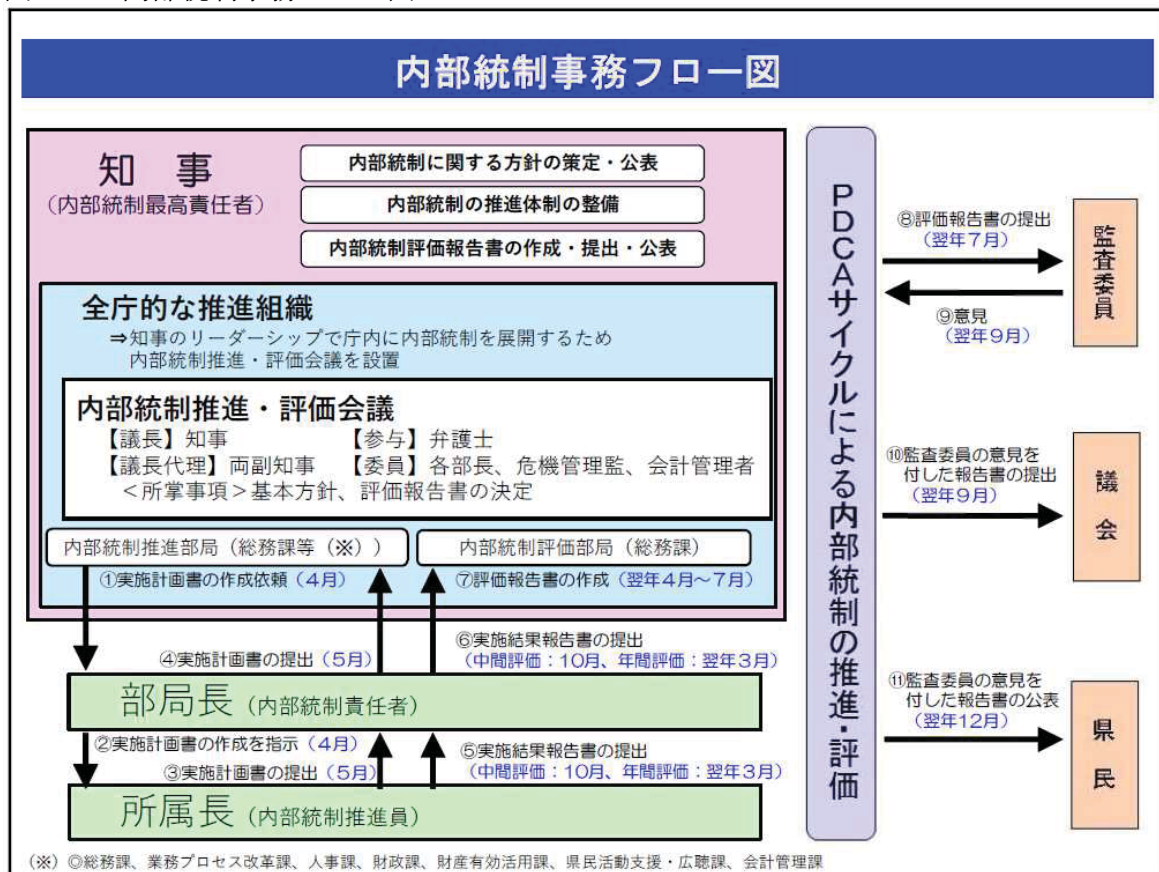 内部統制事務フロー図
知 事
（内部統制最高責任者）
内部統制に関する方針の策定・公表
内部統制の推進体制の整備
内部統制評価報告書の作成・提出・公表
全庁的な推進組織
⇒知事のリーダーシップで庁内に内部統制を展開するため
内部統制推進・評価会議を設置
内部統制推進・評価会議
【議長】知事 【参与】弁護士
【議長代理】両副知事 【委員】各部長、危機管理監、会計管理者
＜所掌事項＞基本方針、評価報告書の決定
内部統制推進部局（総務課等（※））
内部統制評価部局（総務課）
①実施計画書の作成依頼（4月）
⑦評価報告書の作成（翌年4月～7月）
④実施計画書の提出（5月）
⑥実施結果報告書の提出
（中間評価：10月、年間評価：翌年3月）
部局長（内部統制責任者）
②実施計画書の作成を指示（4月）
③実施計画書の提出（5月）
⑤実施結果報告書の提出
（中間評価：10月、年間評価：翌年3月）
所属長（内部統制推進員）
（※）◎総務課、業務プロセス改革課、人事課、財政課、財産有効活用課、県民活動支援・広聴課、会計管理課
PDCAサイクルによる内部統制の推進・評価
⑧評価報告書の提出
（翌年7月）
⑨意見
（翌年9月）
監査委員
⑩監査委員の意見を
付した報告書の提出
（翌年9月）
議会
⑪監査委員の意見を
付した報告書の公表
（翌年12月）
県民